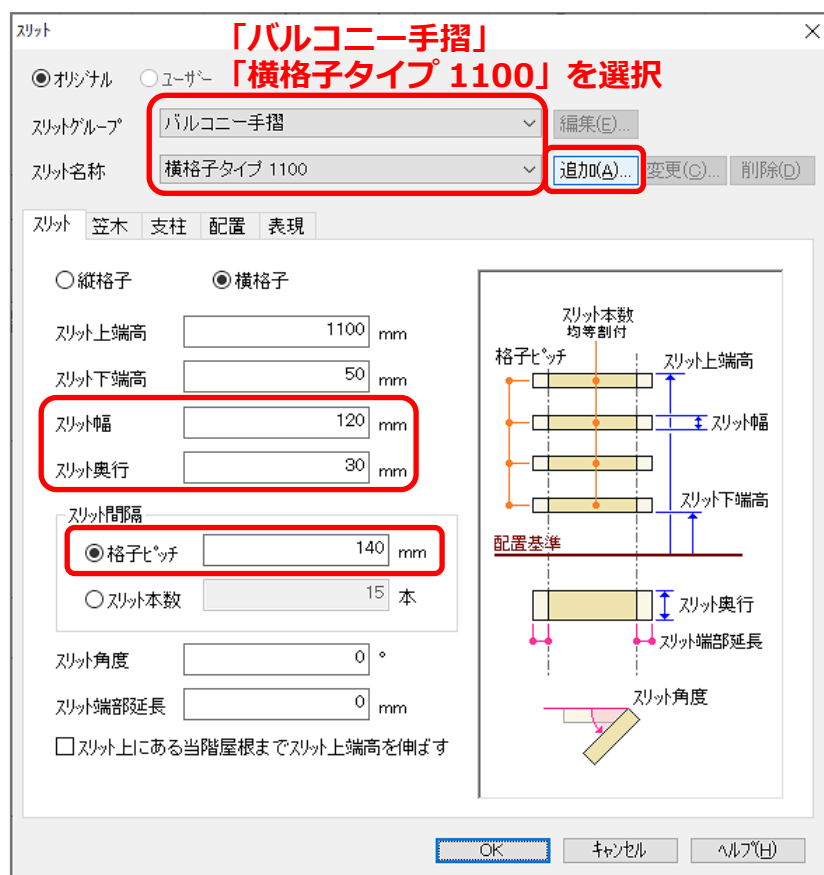 スリット
「バルコニー手摺」
「横格子タイプ 1100」を選択
オリジナル ユーザー
スリットグループ バルコニー手摺 編集(E)...
スリット名称 横格子タイプ 1100 追加(A)... 変更(C)... 削除(D)
スリット 笠木 支柱 配置 表現
縦格子 横格子
スリット上端高 1100 mm
スリット下端高 50 mm
スリット幅 120 mm
スリット奥行 30 mm
スリット間隔
格子ピッチ 140 mm
スリット本数 15 本
スリット角度 0 °
スリット端部延長 0 mm
スリット上にある当階屋根までスリット上端高を伸ばす
スリット本数
均等割付
格子ピッチ
スリット上端高
スリット幅
スリット下端高
配置基準
スリット奥行
スリット端部延長
スリット角度
OK キャンセル ヘルプ(H)